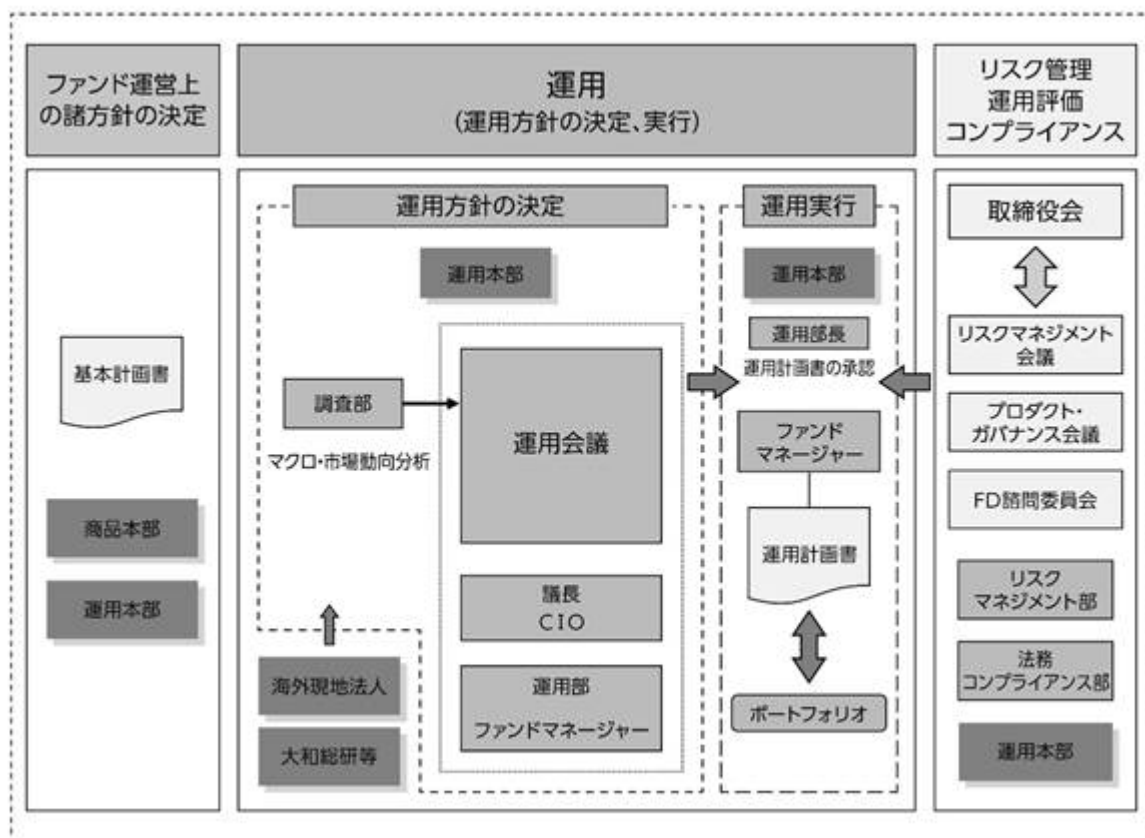 ファンド運営上
の諸方針の決定
運用
(運用方針の決定、実行)
リスク管理
運用評価
コンプライアンス
基本計画書
商品本部
運用本部
運用方針の決定
運用本部
調査部
マクロ・市場動向分析
運用会議
議長
CIO
運用部
ファンドマネージャー
海外現地法人
大和総研等
運用実行
運用本部
運用部長
運用計画書の承認
ファンド
マネージャー
運用計画書
ポートフォリオ
取締役会
リスクマネジメント
会議
プロダクト・
ガバナンス会議
FD諮問委員会
リスク
マネジメント部
法務
コンプライアンス部
運用本部